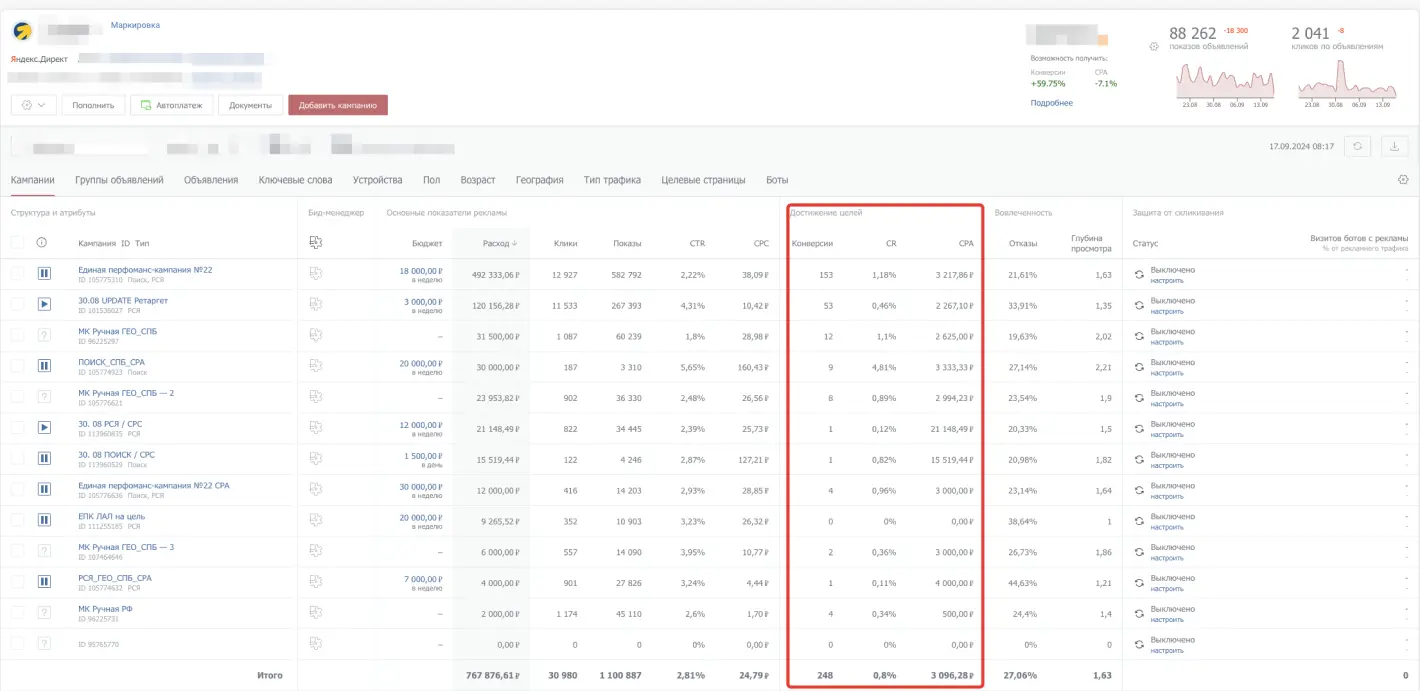 Маркировка
Яндекс.Директ
Пополнить Автоплатеж Документы Добавить кампанию
Возможность получить:
Конверсии CPA
+59.75% -7.1%
Подробнее
88 262 -18 300
показов объявлений
23.08 30.08 06.09 13.09
2 041 -8
кликов по объявлениям
23.08 30.08 06.09 13.09
17.09.2024 08:17
Кампании Группы объявлений Объявления Ключевые слова Устройства Пол Возраст География Тип трафика Целевые страницы Боты
Структура и атрибуты Бид-менеджер Основные показатели рекламы Достижение целей Вовлеченность Защита от скликивания
Кампания ID Тип Бюджет Расход ↓ Клики Показы CTR CPC Конверсии CR CPA Отказы Глубина просмотра Статус Визитов ботов с рекламы
% от рекламного трафика
Единая перфоманс-кампания №22 18 000,00 ₽ 492 333,06 ₽ 12 927 582 792 2,22% 38,09 ₽ 153 1,18% 3 217,86 ₽ 21,61% 1,63 Выключено -
ID 105775310 Поиск, РСЯ в неделю настроить -
30.08 UPDATE Ретаргет 3 000,00 ₽ 120 156,28 ₽ 11 533 267 393 4,31% 10,42 ₽ 53 0,46% 2 267,10 ₽ 33,91% 1,35 Выключено -
ID 101536027 РСЯ в неделю настроить -
МК Ручная ГЕО_СПБ – 31 500,00 ₽ 1 087 60 239 1,8% 28,98 ₽ 12 1,1% 2 625,00 ₽ 19,63% 2,02 Выключено -
ID 96225297 настроить -
ПОИСК_СПБ_CPA 20 000,00 ₽ 30 000,00 ₽ 187 3 310 5,65% 160,43 ₽ 9 4,81% 3 333,33 ₽ 27,14% 2,21 Выключено -
ID 105774923 Поиск в неделю настроить -
МК Ручная ГЕО_СПБ — 2 – 23 953,82 ₽ 902 36 330 2,48% 26,56 ₽ 8 0,89% 2 994,23 ₽ 23,54% 1,9 Выключено -
ID 105776621 настроить -
30. 08 РСЯ / CPC 12 000,00 ₽ 21 148,49 ₽ 822 34 445 2,39% 25,73 ₽ 1 0,12% 21 148,49 ₽ 20,33% 1,5 Выключено -
ID 113960835 РСЯ в неделю настроить -
30. 08 ПОИСК / CPC 1 500,00 ₽ 15 519,44 ₽ 122 4 246 2,87% 127,21 ₽ 1 0,82% 15 519,44 ₽ 20,98% 1,82 Выключено -
ID 113960529 Поиск в день настроить -
Единая перфоманс-кампания №22 CPA 30 000,00 ₽ 12 000,00 ₽ 416 14 203 2,93% 28,85 ₽ 4 0,96% 3 000,00 ₽ 23,14% 1,64 Выключено -
ID 105776636 Поиск, РСЯ в неделю настроить -
ЕПК ЛАЛ на цель 20 000,00 ₽ 9 265,52 ₽ 352 10 903 3,23% 26,32 ₽ 0 0% 0,00 ₽ 38,64% 1 Выключено -
ID 111255185 РСЯ в неделю настроить -
МК Ручная ГЕО_СПБ — 3 – 6 000,00 ₽ 557 14 090 3,95% 10,77 ₽ 2 0,36% 3 000,00 ₽ 26,73% 1,86 Выключено -
ID 107464646 настроить -
РСЯ_ГЕО_СПБ_CPA 7 000,00 ₽ 4 000,00 ₽ 901 27 826 3,24% 4,44 ₽ 1 0,11% 4 000,00 ₽ 44,63% 1,21 Выключено -
ID 105774632 РСЯ в неделю настроить -
МК Ручная РФ – 2 000,00 ₽ 1 174 45 110 2,6% 1,70 ₽ 4 0,34% 500,00 ₽ 24,4% 1,4 Выключено -
ID 96225731 настроить -
ID 95765770 – 0,00 ₽ 0 0 0% 0,00 ₽ 0 0% 0,00 ₽ 0% 0 Выключено -
настроить -
Итого 767 876,61 ₽ 30 980 1 100 887 2,81% 24,79 ₽ 248 0,8% 3 096,28 ₽ 27,06% 1,63 0